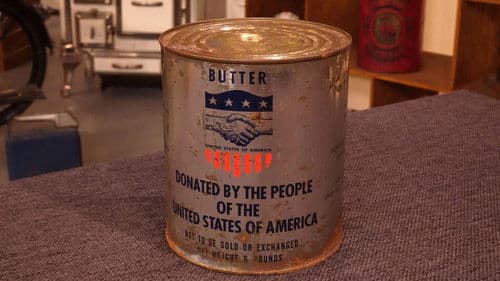 BUTTER
UNITED STATES OF AMERICA
DONATED BY THE PEOPLE
OF THE
UNITED STATES OF AMERICA
NOT TO BE SOLD OR EXCHANGED
NET WEIGHT 6 POUNDS